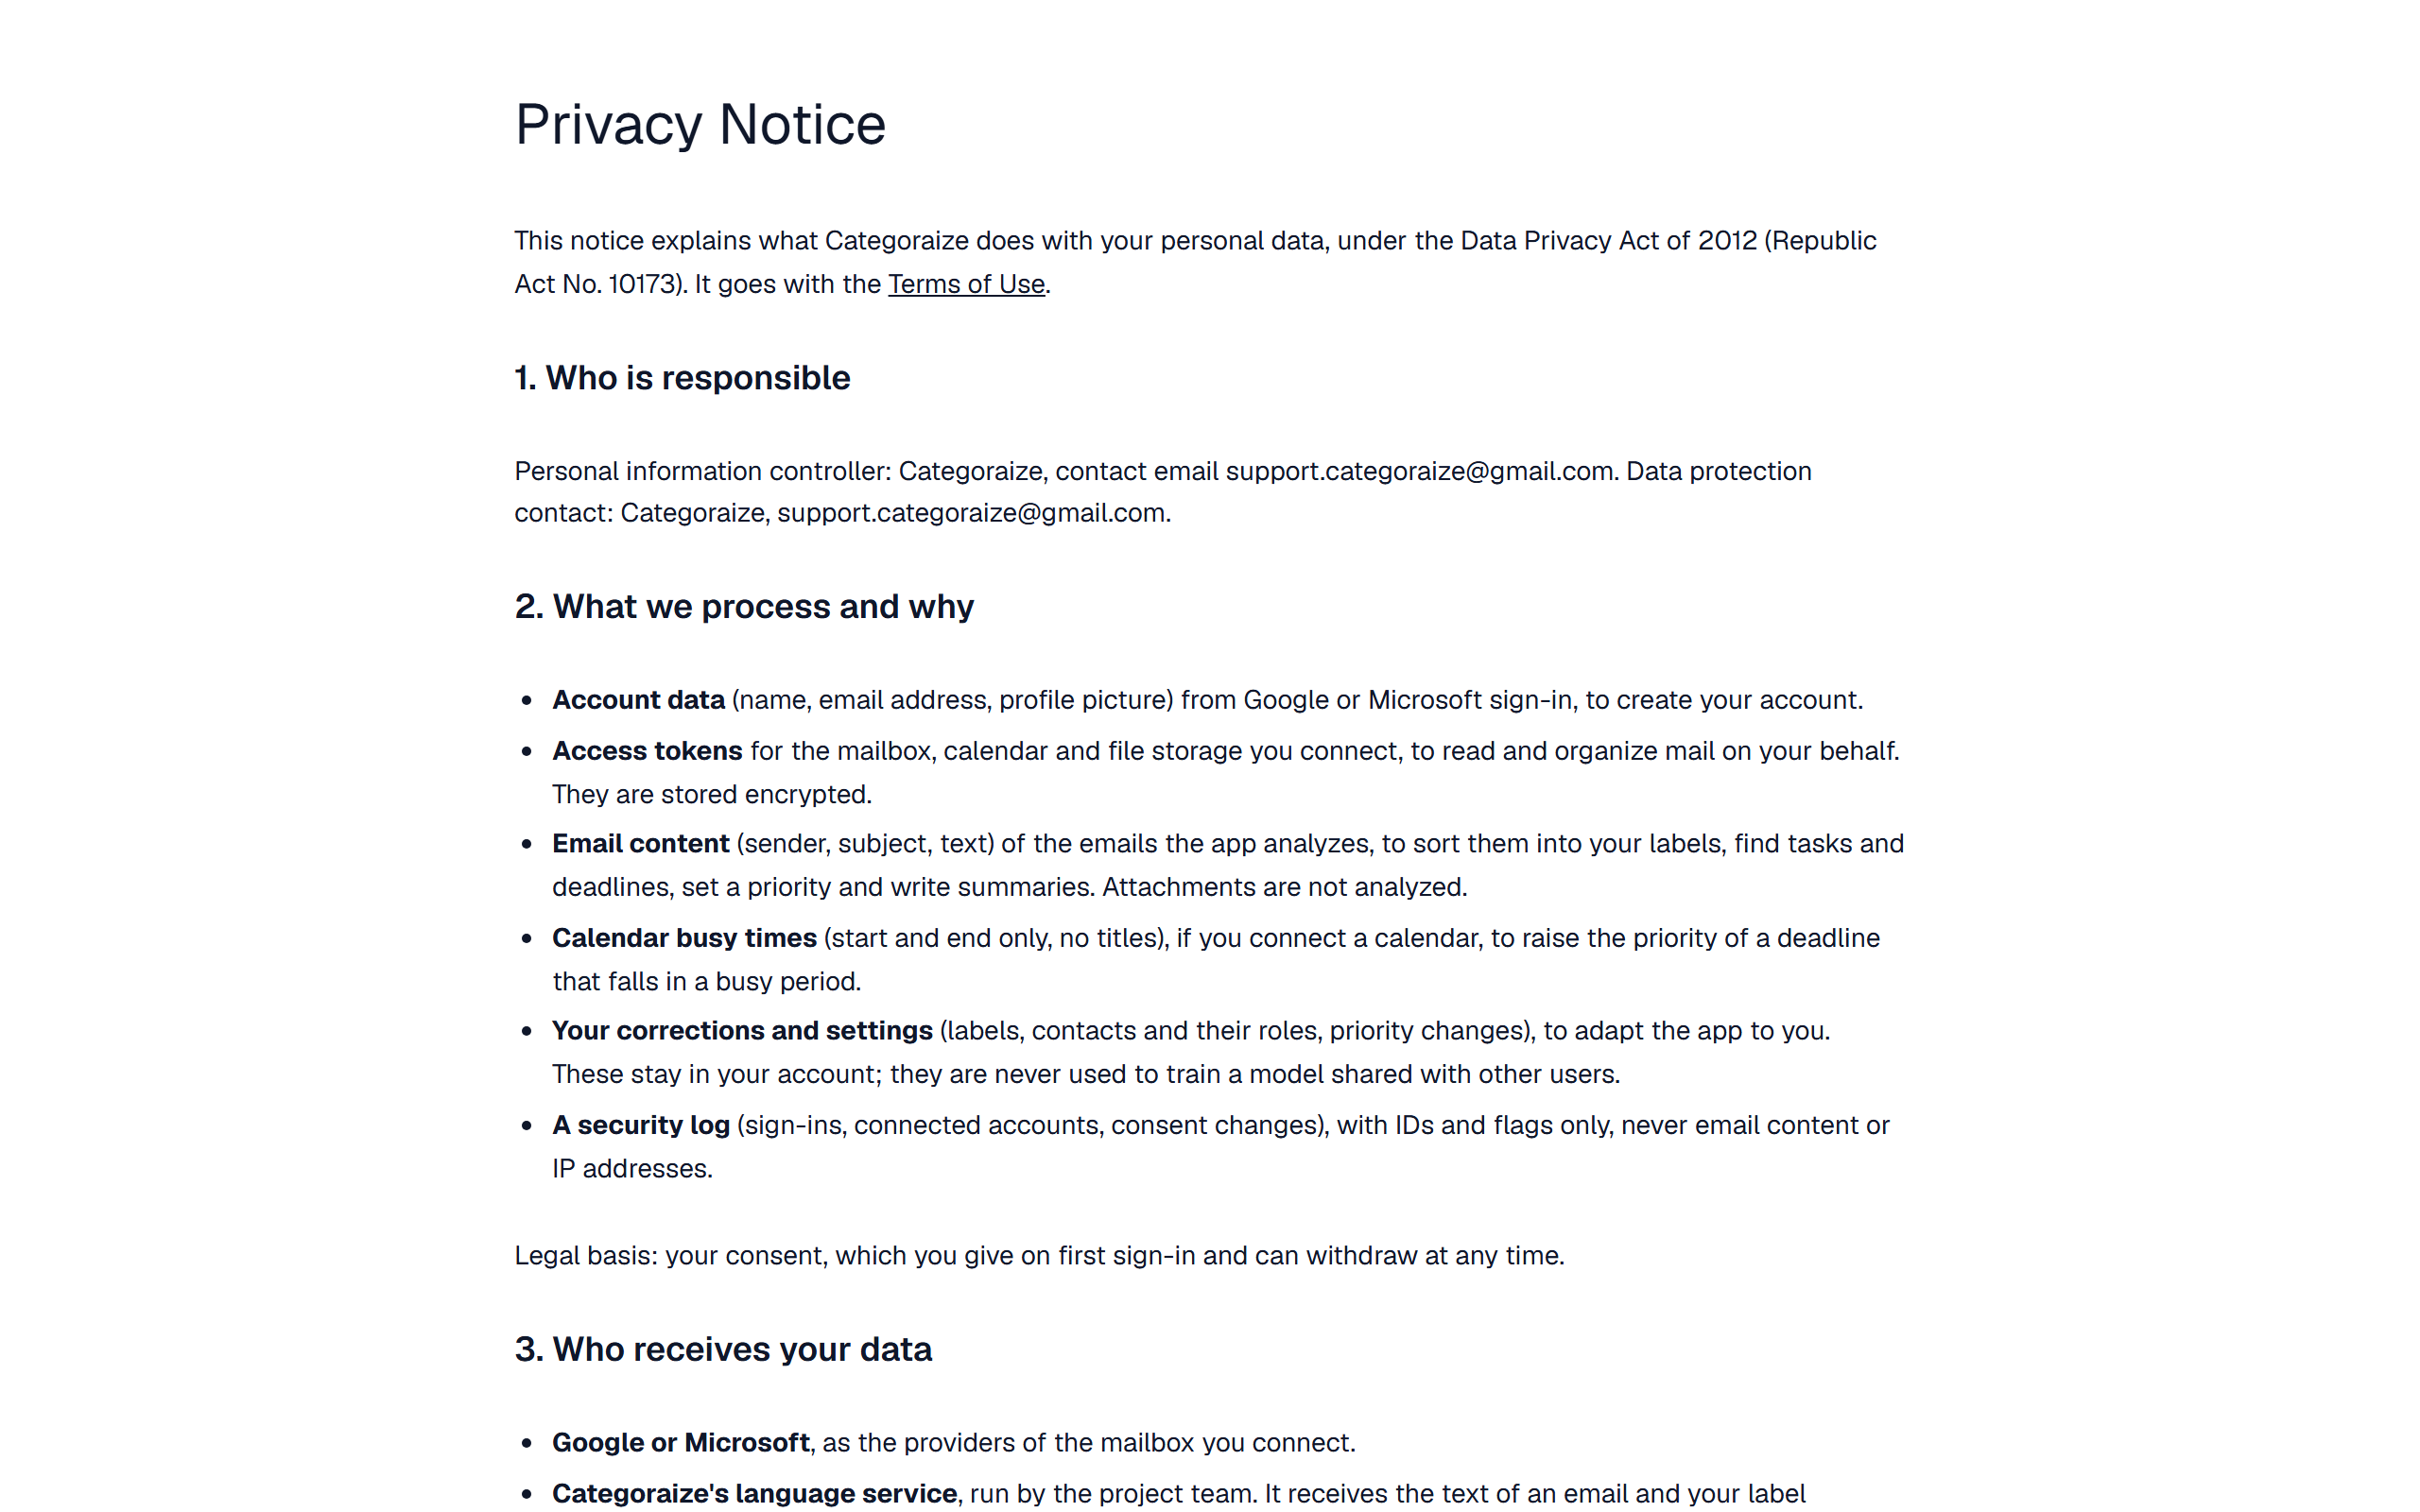 Privacy Notice
This notice explains what Categoraize does with your personal data, under the Data Privacy Act of 2012 (Republic
Act No. 10173). It goes with the Terms of Use.
1. Who is responsible
Personal information controller: Categoraize, contact email support.categoraize@gmail.com. Data protection
contact: Categoraize, support.categoraize@gmail.com.
2. What we process and why
• Account data (name, email address, profile picture) from Google or Microsoft sign-in, to create your account.
• Access tokens for the mailbox, calendar and file storage you connect, to read and organize mail on your behalf.
They are stored encrypted.
• Email content (sender, subject, text) of the emails the app analyzes, to sort them into your labels, find tasks and
deadlines, set a priority and write summaries. Attachments are not analyzed.
• Calendar busy times (start and end only, no titles), if you connect a calendar, to raise the priority of a deadline
that falls in a busy period.
• Your corrections and settings (labels, contacts and their roles, priority changes), to adapt the app to you.
These stay in your account; they are never used to train a model shared with other users.
• A security log (sign-ins, connected accounts, consent changes), with IDs and flags only, never email content or
IP addresses.
Legal basis: your consent, which you give on first sign-in and can withdraw at any time.
3. Who receives your data
• Google or Microsoft, as the providers of the mailbox you connect.
• Categoraize's language service, run by the project team. It receives the text of an email and your label